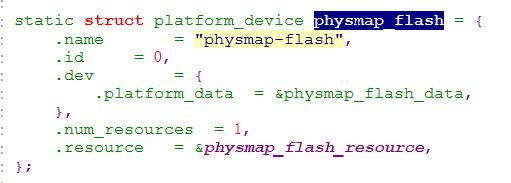 static struct platform_device physmap_flash = {
.name = "physmap-flash",
.id = 0,
.dev = {
.platform_data = &physmap_flash_data,
},
.num_resources = 1,
.resource = &physmap_flash_resource,
};